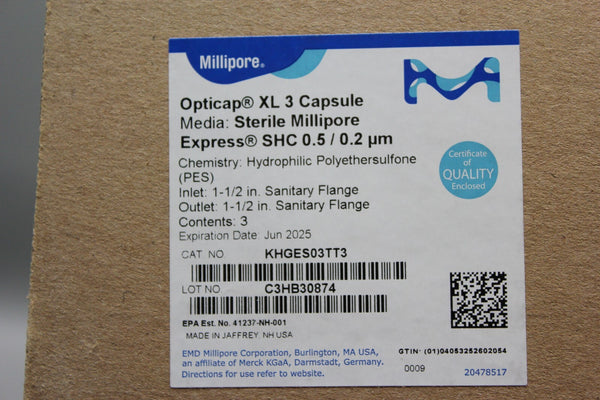 Millipore®
Opticap® XL 3 Capsule
Media: Sterile Millipore
Express® SHC 0.5 / 0.2 µm
Chemistry: Hydrophilic Polyethersulfone
(PES)
Inlet: 1-1/2 in. Sanitary Flange
Outlet: 1-1/2 in. Sanitary Flange
Contents: 3
Expiration Date: Jun 2025
CAT NO. KHGES03TT3
LOT NO. C3HB30874
EPA Est. No. 41237-NH-001
MADE IN JAFFREY, NH USA
EMD Millipore Corporation, Burlington, MA USA,
an affiliate of Merck KGaA, Darmstadt, Germany.
Directions for use refer to website.
Certificate
of
QUALITY
Enclosed
GTIN- (01)04053252602054
0009
20478517